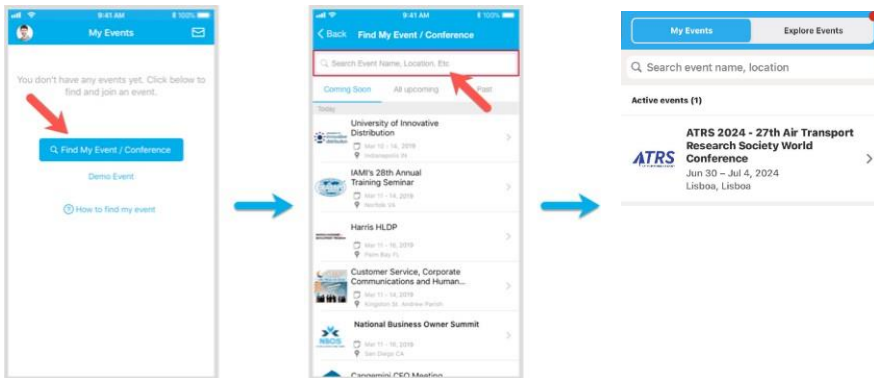 9:41 AM
100%
My Events
You don't have any events yet. Click below to
find and join an event.
Find My Event / Conference
Demo Event
How to find my event
9:41 AM
100%
Back
Find My Event / Conference
Search Event Name, Location, Etc
Coming Soon
All upcoming
Past
Today
University of Innovative
Distribution
Mar 10 - 14, 2019
Indianapolis IN
IAMI's 28th Annual
Training Seminar
Mar 11 - 14, 2019
Norfolk VA
Harris HLDP
Mar 11 - 15, 2019
Palm Bay FL
Customer Service, Corporate
Communications and Human...
Mar 11 - 14, 2019
Kingston St. Andrew Parish
National Business Owner Summit
NBOS
Mar 11 - 16, 2019
San Diego CA
Capgemini CFO Meeting
My Events
Explore Events
Search event name, location
Active events (1)
ATRS
ATRS 2024 - 27th Air Transport
Research Society World
Conference
Jun 30 – Jul 4, 2024
Lisboa, Lisboa